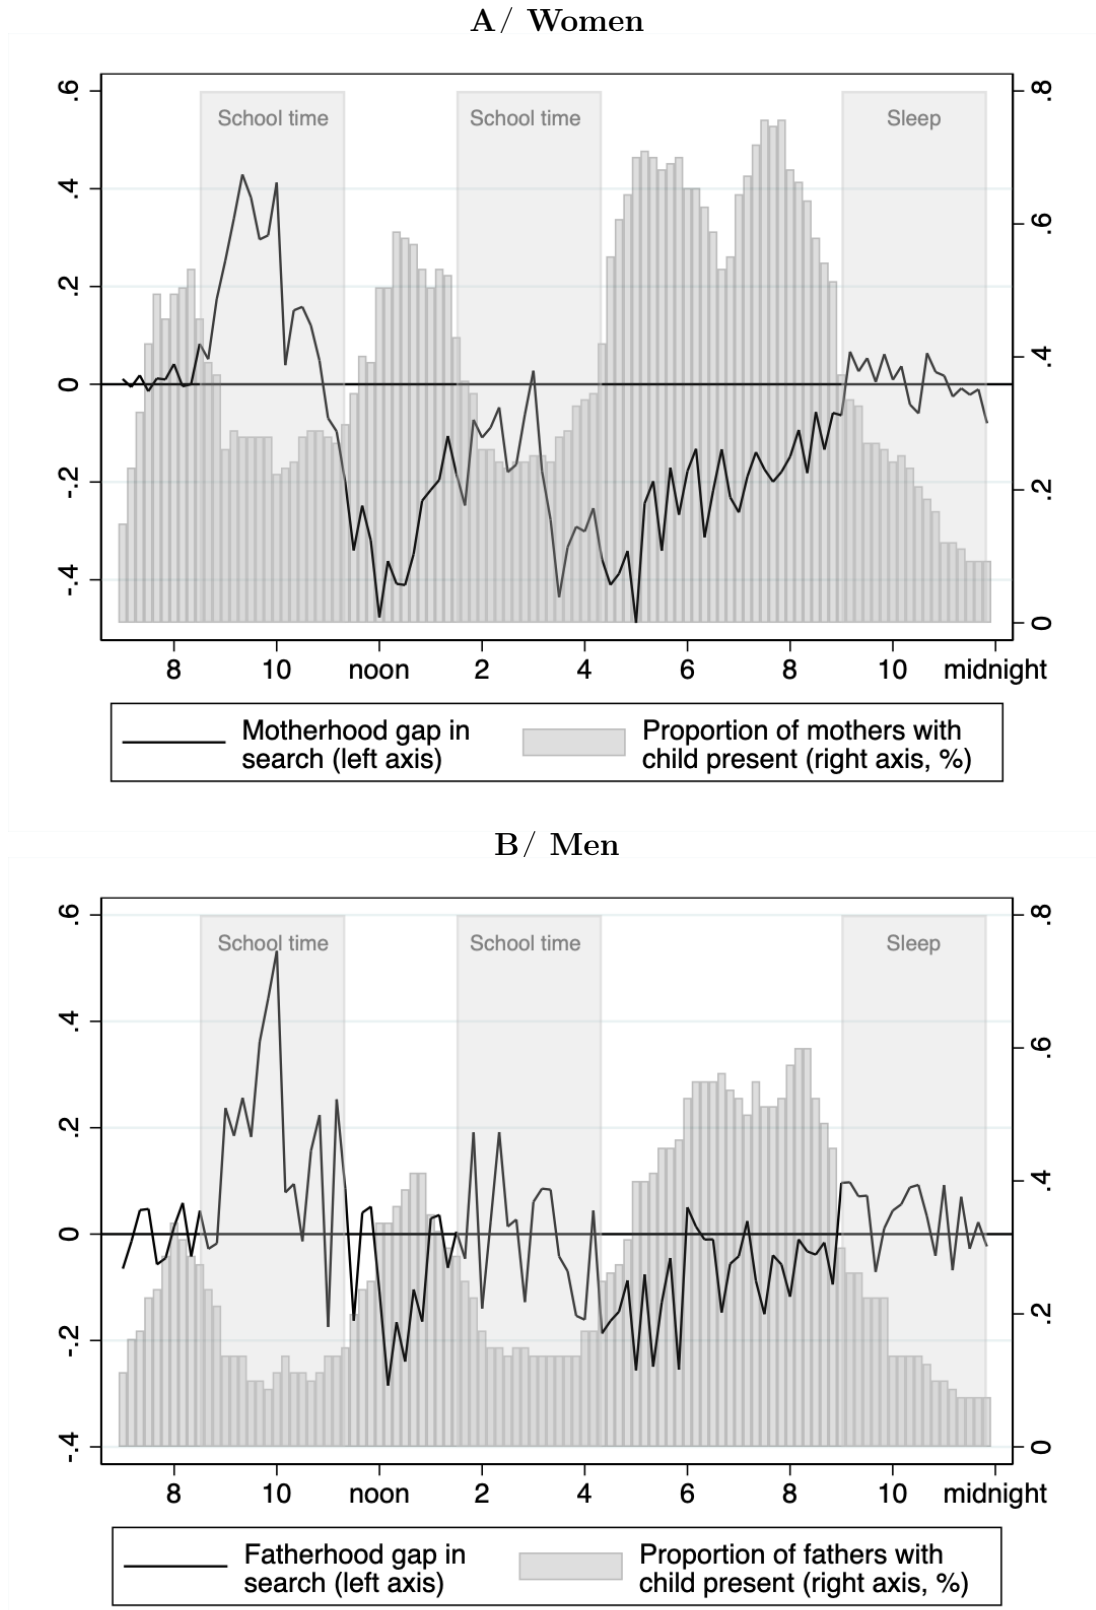 A/ Women
.6
.4
.2
0
-.2
-.4
.8
.6
.4
.2
0
School time
School time
Sleep
8 10 noon 2 4 6 8 10 midnight
Motherhood gap in
search (left axis)
Proportion of mothers with
child present (right axis, %)
B/ Men
.6
.4
.2
0
-.2
-.4
.8
.6
.4
.2
0
School time
School time
Sleep
8 10 noon 2 4 6 8 10 midnight
Fatherhood gap in
search (left axis)
Proportion of fathers with
child present (right axis, %)